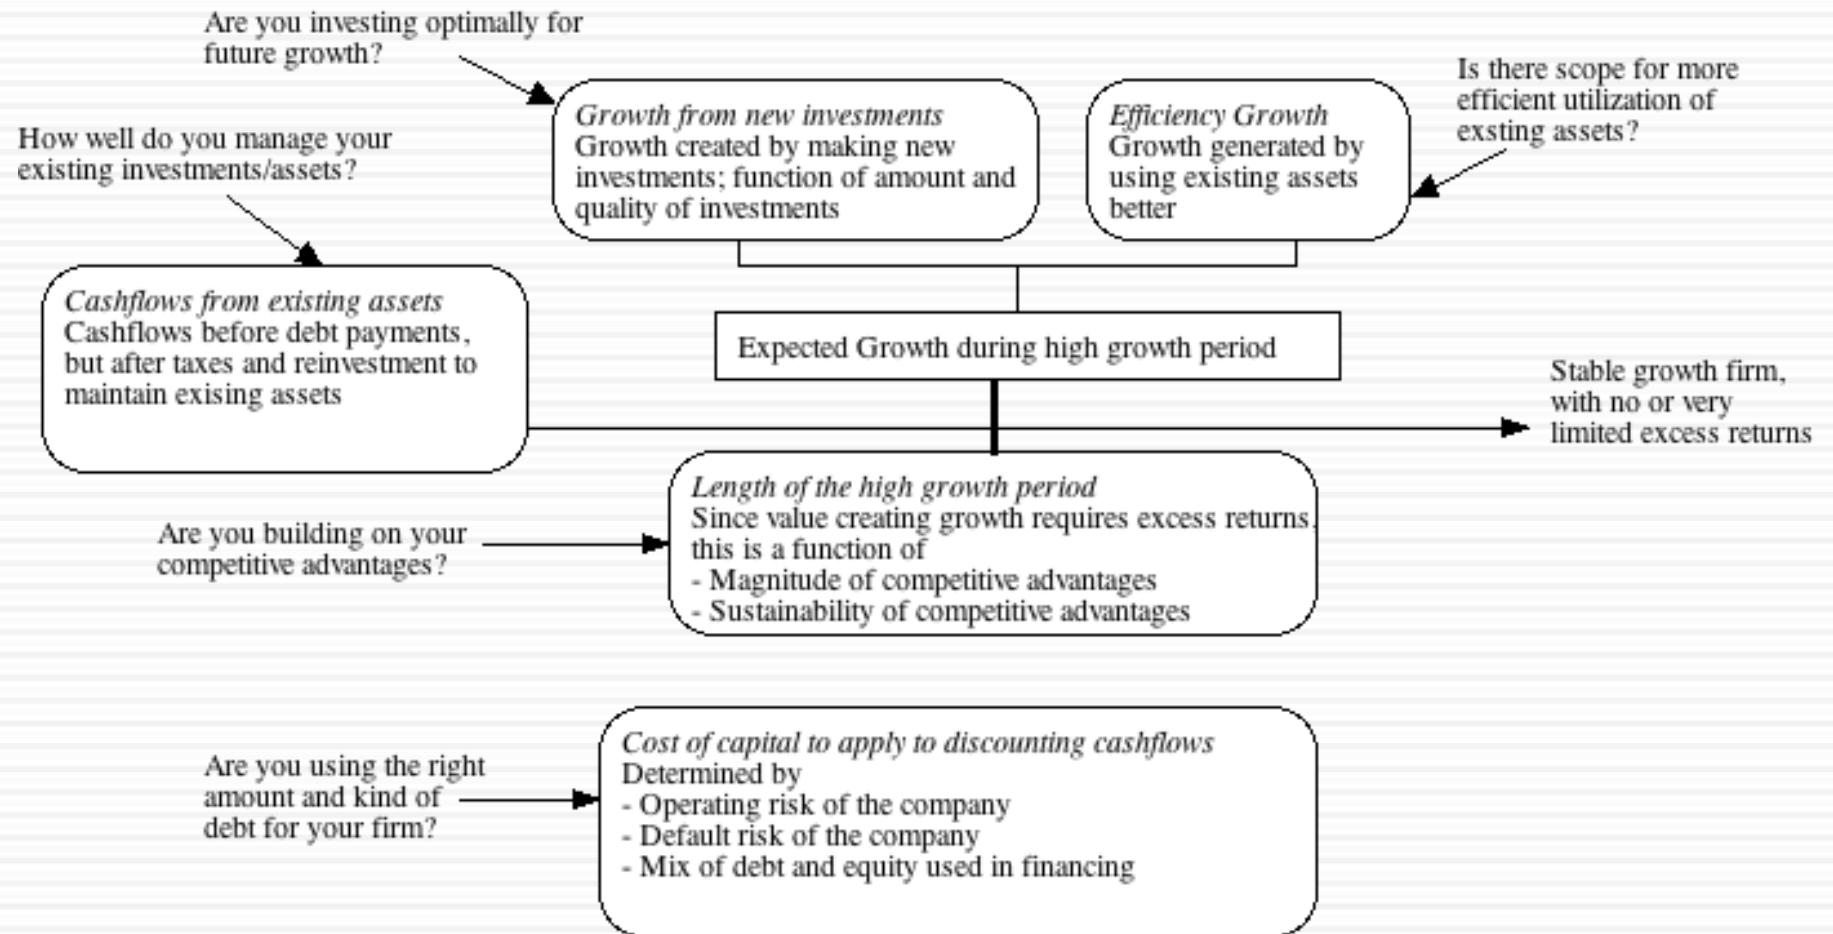 Are you investing optimally for
future growth?
Is there scope for more
efficient utilization of
exsting assets?
Growth from new investments
Growth created by making new
investments; function of amount and
quality of investments
Efficiency Growth
Growth generated by
using existing assets
better
How well do you manage your
existing investments/assets?
Cashflows from existing assets
Cashflows before debt payments,
but after taxes and reinvestment to
maintain exising assets
Expected Growth during high growth period
Stable growth firm,
with no or very
limited excess returns
Length of the high growth period
Since value creating growth requires excess returns,
this is a function of
- Magnitude of competitive advantages
- Sustainability of competitive advantages
Are you building on your
competitive advantages?
Cost of capital to apply to discounting cashflows
Determined by
- Operating risk of the company
- Default risk of the company
- Mix of debt and equity used in financing
Are you using the right
amount and kind of
debt for your firm?